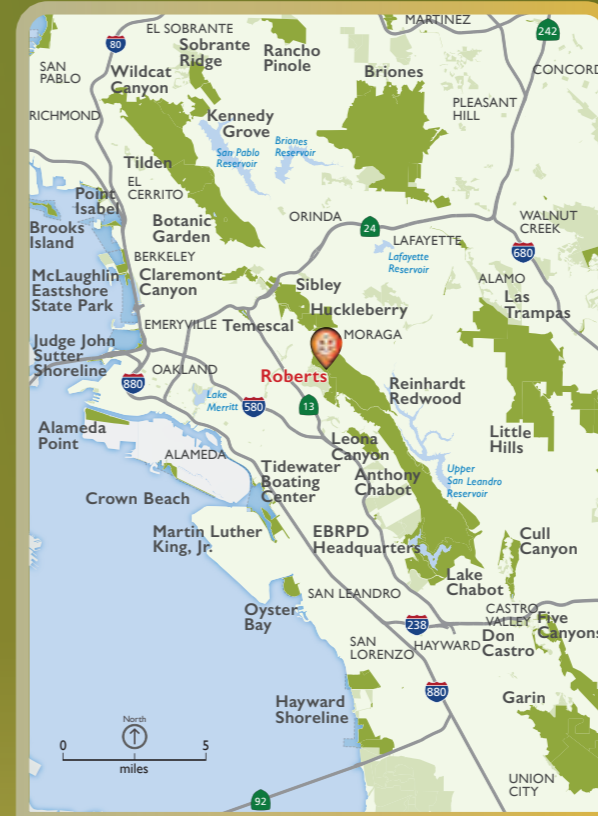 MARTINEZ
242
EL SOBRANTE
80
Sobrante
Ridge
Rancho
Pinole
SAN
PABLO
Wildcat
Canyon
Briones
CONCORD
PLEASANT
HILL
RICHMOND
Kennedy
Grove
San Pablo
Reservoir
Briones
Reservoir
Tilden
EL
CERRITO
Point
Isabel
Brooks
Island
Botanic
Garden
ORINDA
24
WALNUT
CREEK
LAFAYETTE
680
Lafayette
Reservoir
BERKELEY
McLaughlin
Eastshore
State Park
Claremont
Canyon
Sibley
ALAMO
Las
Trampas
Huckleberry
EMERYVILLE
Temescal
MORAGA
Judge John
Sutter
Shoreline
OAKLAND
880
Roberts
Reinhardt
Redwood
Lake
Merritt
580
13
Alameda
Point
Leona
Canyon
Little
Hills
ALAMEDA
Tidewater
Boating
Center
Anthony
Chabot
Upper
San Leandro
Reservoir
Crown Beach
Martin Luther
King, Jr.
EBRPD
Headquarters
Cull
Canyon
Lake
Chabot
SAN LEANDRO
Oyster
Bay
CASTRO
VALLEY
Five
Canyons
238
HAYWARD
Don
Castro
SAN
LORENZO
880
Hayward
Shoreline
Garin
North
0
5
miles
UNION
CITY
92